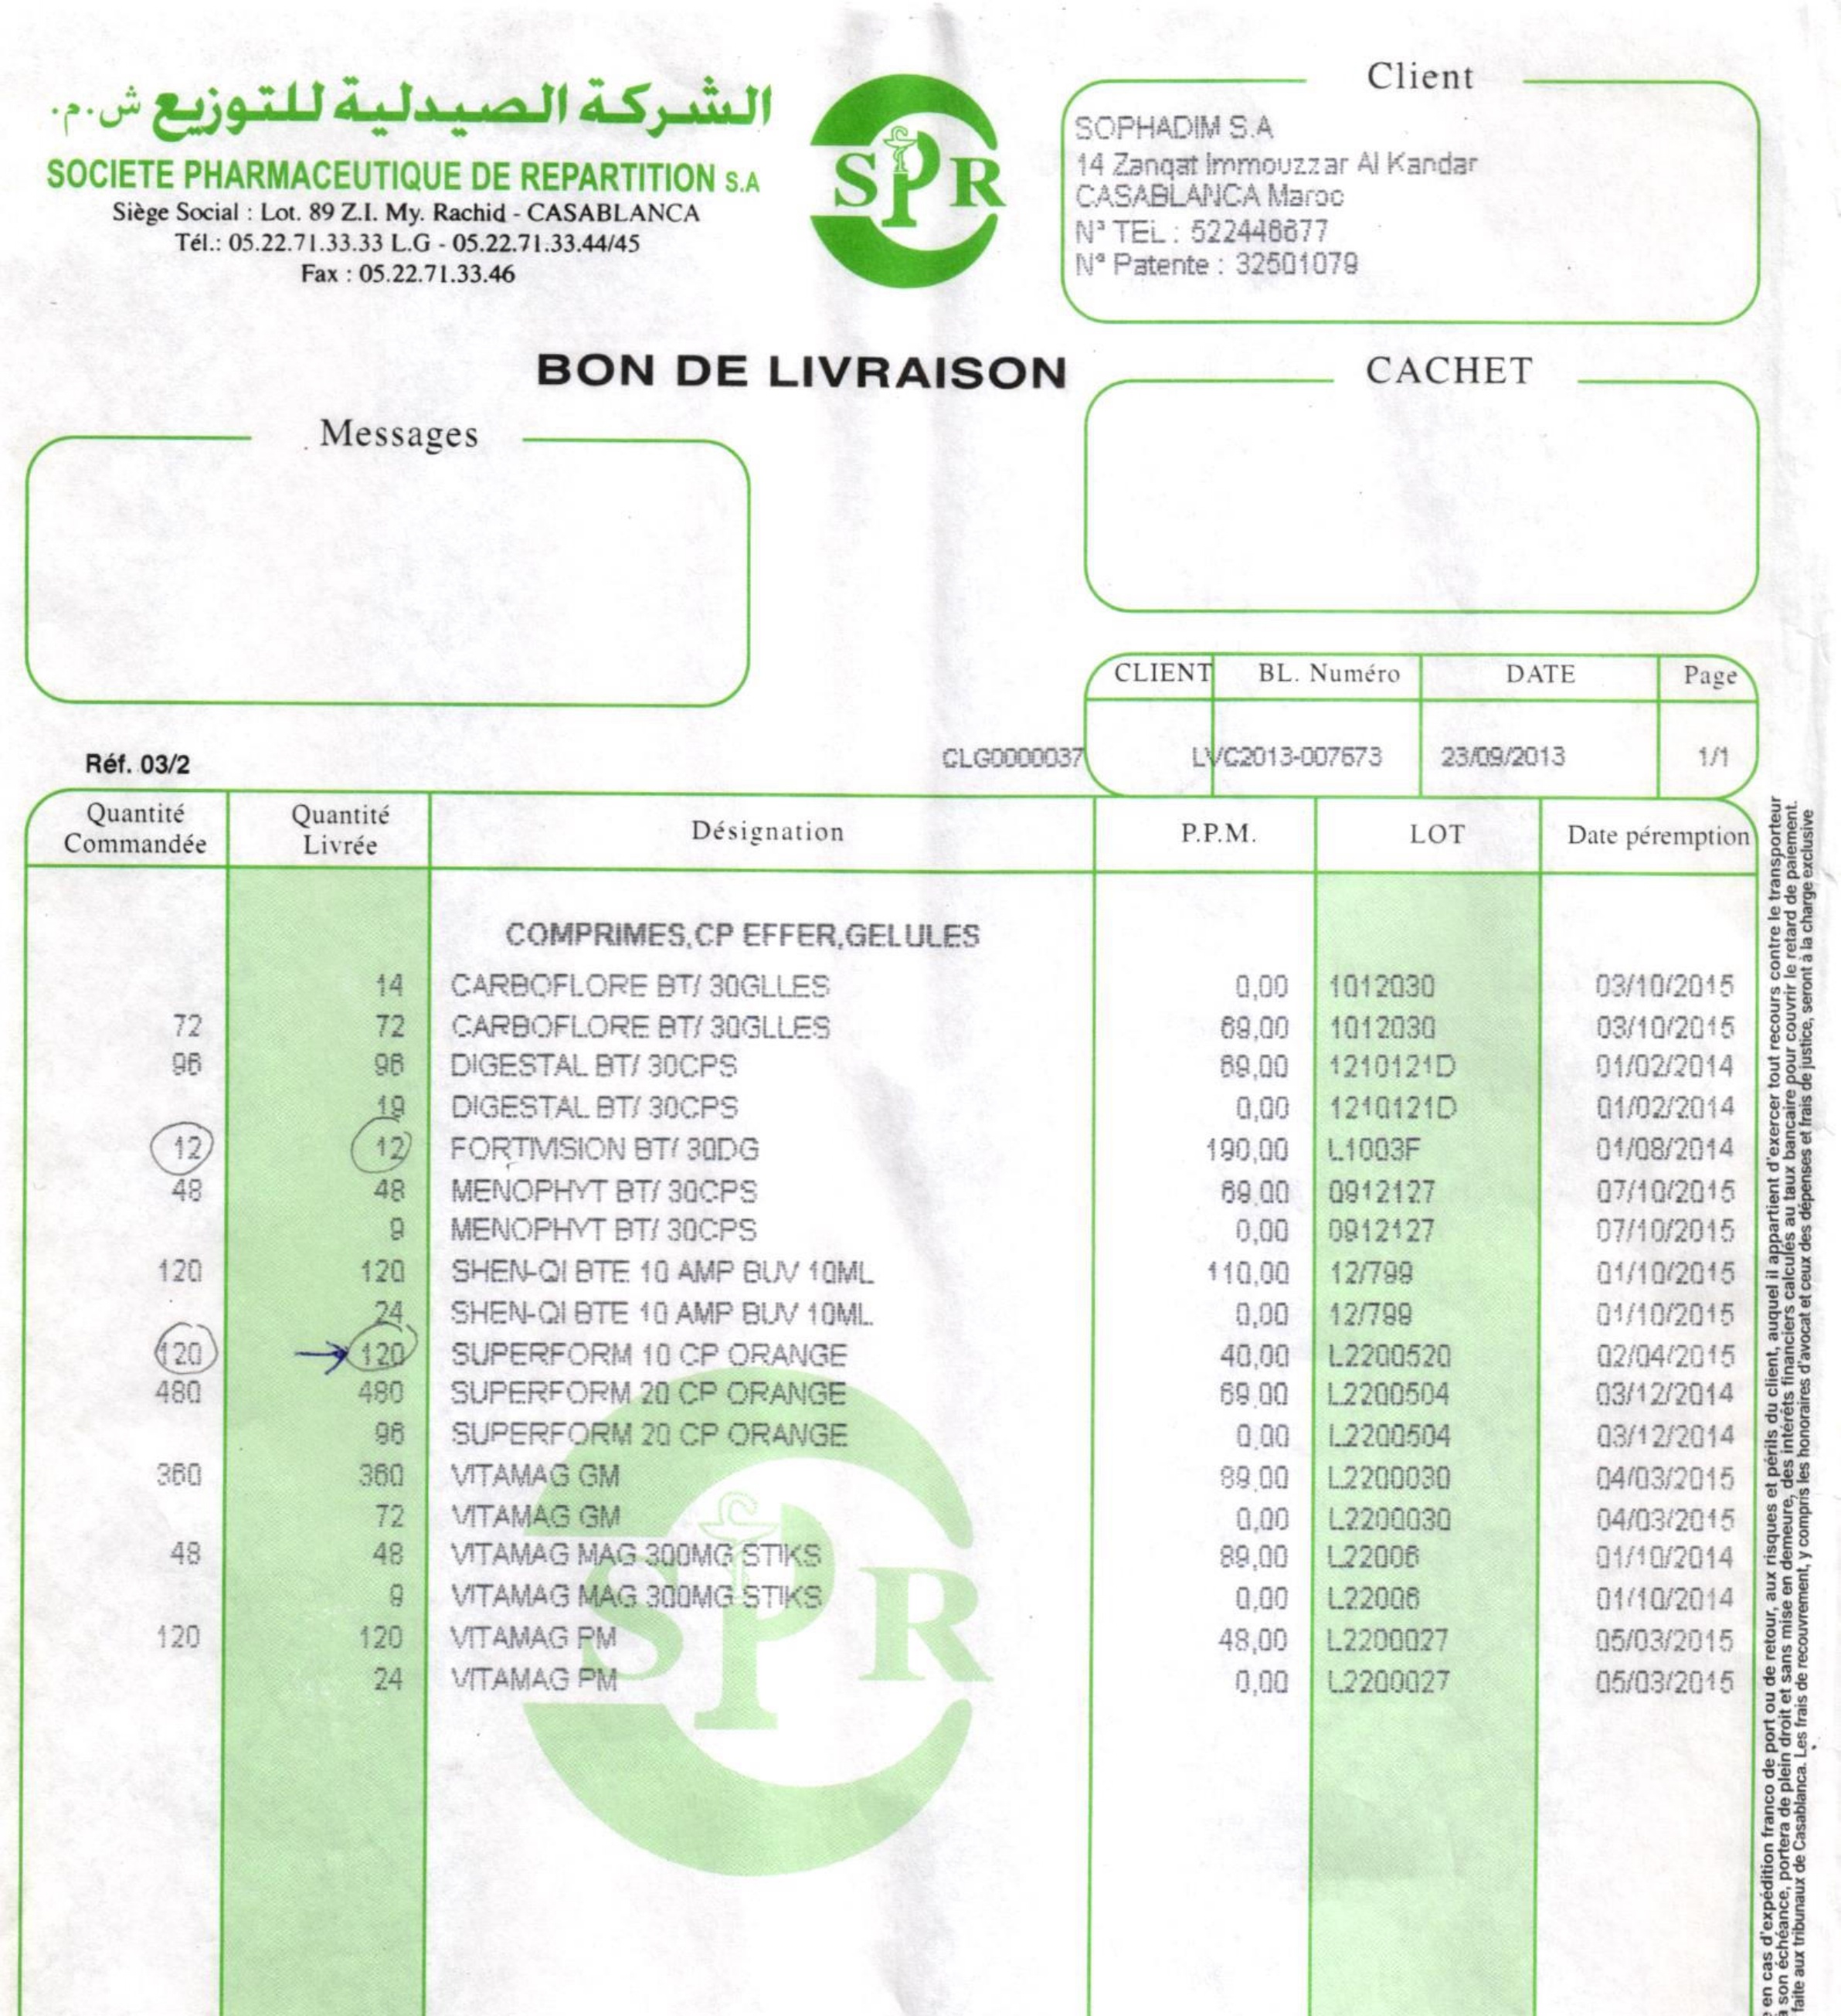 الشركة الصيدلية للتوزيع ش.م.
SOCIETE PHARMACEUTIQUE DE REPARTITION S.A
Siège Social : Lot. 89 Z.I. My. Rachid - CASABLANCA
Tél.: 05.22.71.33.33 L.G - 05.22.71.33.44/45
Fax : 05.22.71.33.46
SPR
Client
SOPHADIM S.A
14 Zanqat Immouzzar Al Kandar
CASABLANCA Maroc
N° TEL : 522446677
N° Patente : 32501079
BON DE LIVRAISON
CACHET
Messages
CLIENT BL. Numéro DATE Page
CLG0000037 LVC2013-007673 23/09/2013 1/1
Réf. 03/2
Quantité Commandée Quantité Livrée Désignation P.P.M. LOT Date péremption
COMPRIMES,CP EFFER,GELULES
14 CARBOFLORE BT/ 30GLLES 0,00 1012030 03/10/2015
72 72 CARBOFLORE BT/ 30GLLES 69,00 1012030 03/10/2015
96 96 DIGESTAL BT/ 30CPS 69,00 1210121D 01/02/2014
19 DIGESTAL BT/ 30CPS 0,00 1210121D 01/02/2014
12 12 FORTIVISION BT/ 30DG 190,00 L1003F 01/08/2014
48 48 MENOPHYT BT/ 30CPS 69,00 0912127 07/10/2015
9 MENOPHYT BT/ 30CPS 0,00 0912127 07/10/2015
120 120 SHEN-QI BTE 10 AMP BUV 10ML 110,00 12/799 01/10/2015
24 SHEN-QI BTE 10 AMP BUV 10ML 0,00 12/799 01/10/2015
120 120 SUPERFORM 10 CP ORANGE 40,00 L2200520 02/04/2015
480 480 SUPERFORM 20 CP ORANGE 69,00 L2200504 03/12/2014
96 SUPERFORM 20 CP ORANGE 0,00 L2200504 03/12/2014
360 360 VITAMAG GM 89,00 L2200030 04/03/2015
72 VITAMAG GM 0,00 L2200030 04/03/2015
48 48 VITAMAG MAG 300MG STIKS 89,00 L22006 01/10/2014
9 VITAMAG MAG 300MG STIKS 0,00 L22006 01/10/2014
120 120 VITAMAG PM 48,00 L2200027 05/03/2015
24 VITAMAG PM 0,00 L2200027 05/03/2015
SPR
en cas d'expédition franco de port ou de retour, aux risques et périls du client, auquel il appartient d'exercer tout recours contre le transporteur
son échéance, portera de plein droit et sans mise en demeure, des intérêts financiers calculés au taux bancaire pour couvrir le retard de paiement.
faite aux tribunaux de Casablanca. Les frais de recouvrement, y compris les honoraires d'avocat et ceux des dépenses et frais de justice, seront à la charge exclusive